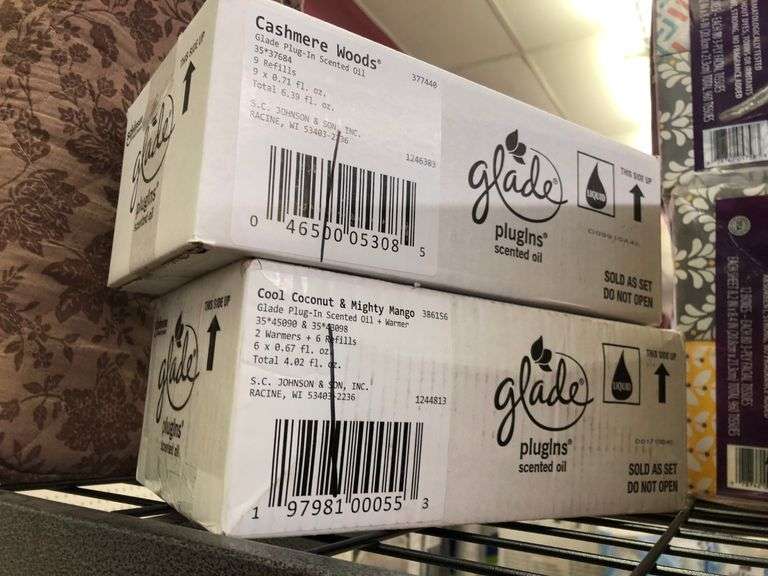 Cashmere Woods®
Glade Plug-In Scented Oil
35*37684
377440
9 Refills
9 x 0.71 fl. oz.
Total 6.39 fl. oz.
S.C. JOHNSON & SON, INC.
RACINE, WI 53403-2236
1246303
0 46500 05308 5
THIS SIDE UP
glade
plugins®
scented oil
glade®
plugins®
scented oil
LIQUID
THIS SIDE UP
SOLD AS SET
DO NOT OPEN
Cool Coconut & Mighty Mango
386156
Glade Plug-In Scented Oil + Warmer
35*45090 & 35*43098
2 Warmers + 6 Refills
6 x 0.67 fl. oz.
Total 4.02 fl. oz.
S.C. JOHNSON & SON, INC.
RACINE, WI 53403-2236
1244813
1 97981 00055 3
THIS SIDE UP
glade
plugins®
scented oil
glade®
plugins®
scented oil
LIQUID
THIS SIDE UP
SOLD AS SET
DO NOT OPEN